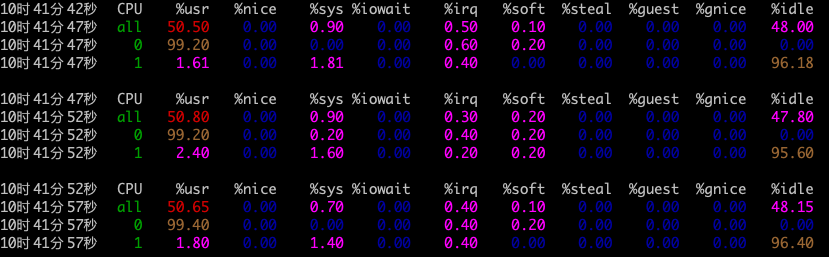 10时41分42秒 CPU %usr %nice %sys %iowait %irq %soft %steal %guest %gnice %idle
10时41分47秒 all 50.50 0.00 0.90 0.00 0.50 0.10 0.00 0.00 0.00 48.00
10时41分47秒 0 99.20 0.00 0.00 0.00 0.60 0.20 0.00 0.00 0.00 0.00
10时41分47秒 1 1.61 0.00 1.81 0.00 0.40 0.00 0.00 0.00 0.00 96.18
10时41分47秒 CPU %usr %nice %sys %iowait %irq %soft %steal %guest %gnice %idle
10时41分52秒 all 50.80 0.00 0.90 0.00 0.30 0.20 0.00 0.00 0.00 47.80
10时41分52秒 0 99.20 0.00 0.20 0.00 0.40 0.20 0.00 0.00 0.00 0.00
10时41分52秒 1 2.40 0.00 1.60 0.00 0.20 0.20 0.00 0.00 0.00 95.60
10时41分52秒 CPU %usr %nice %sys %iowait %irq %soft %steal %guest %gnice %idle
10时41分57秒 all 50.65 0.00 0.70 0.00 0.40 0.10 0.00 0.00 0.00 48.15
10时41分57秒 0 99.40 0.00 0.00 0.00 0.40 0.20 0.00 0.00 0.00 0.00
10时41分57秒 1 1.80 0.00 1.40 0.00 0.40 0.00 0.00 0.00 0.00 96.40